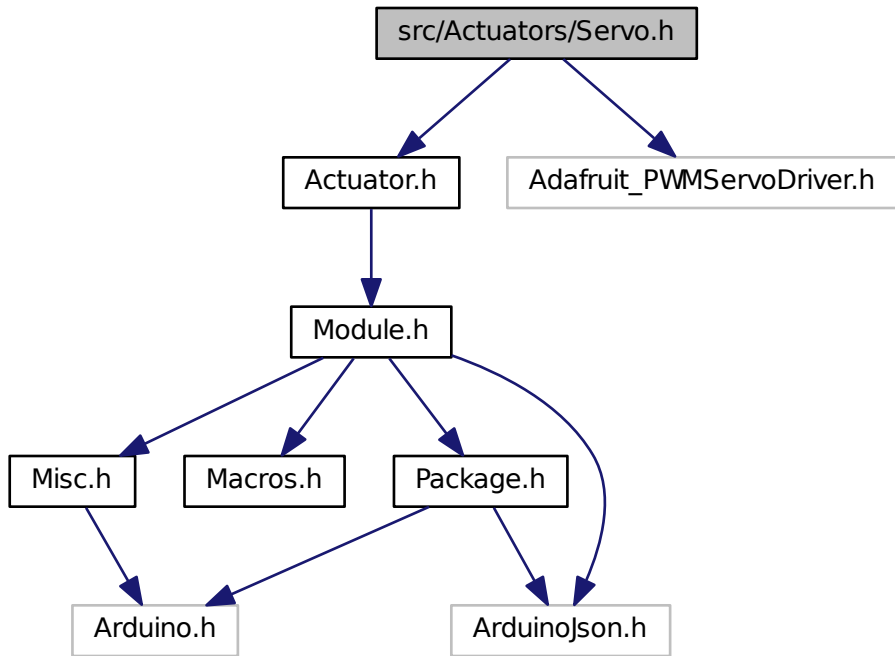 src/Actuators/Servo.h
Actuator.h
Adafruit_PWMServoDriver.h
Module.h
Misc.h
Macros.h
Package.h
Arduino.h
ArduinoJson.h